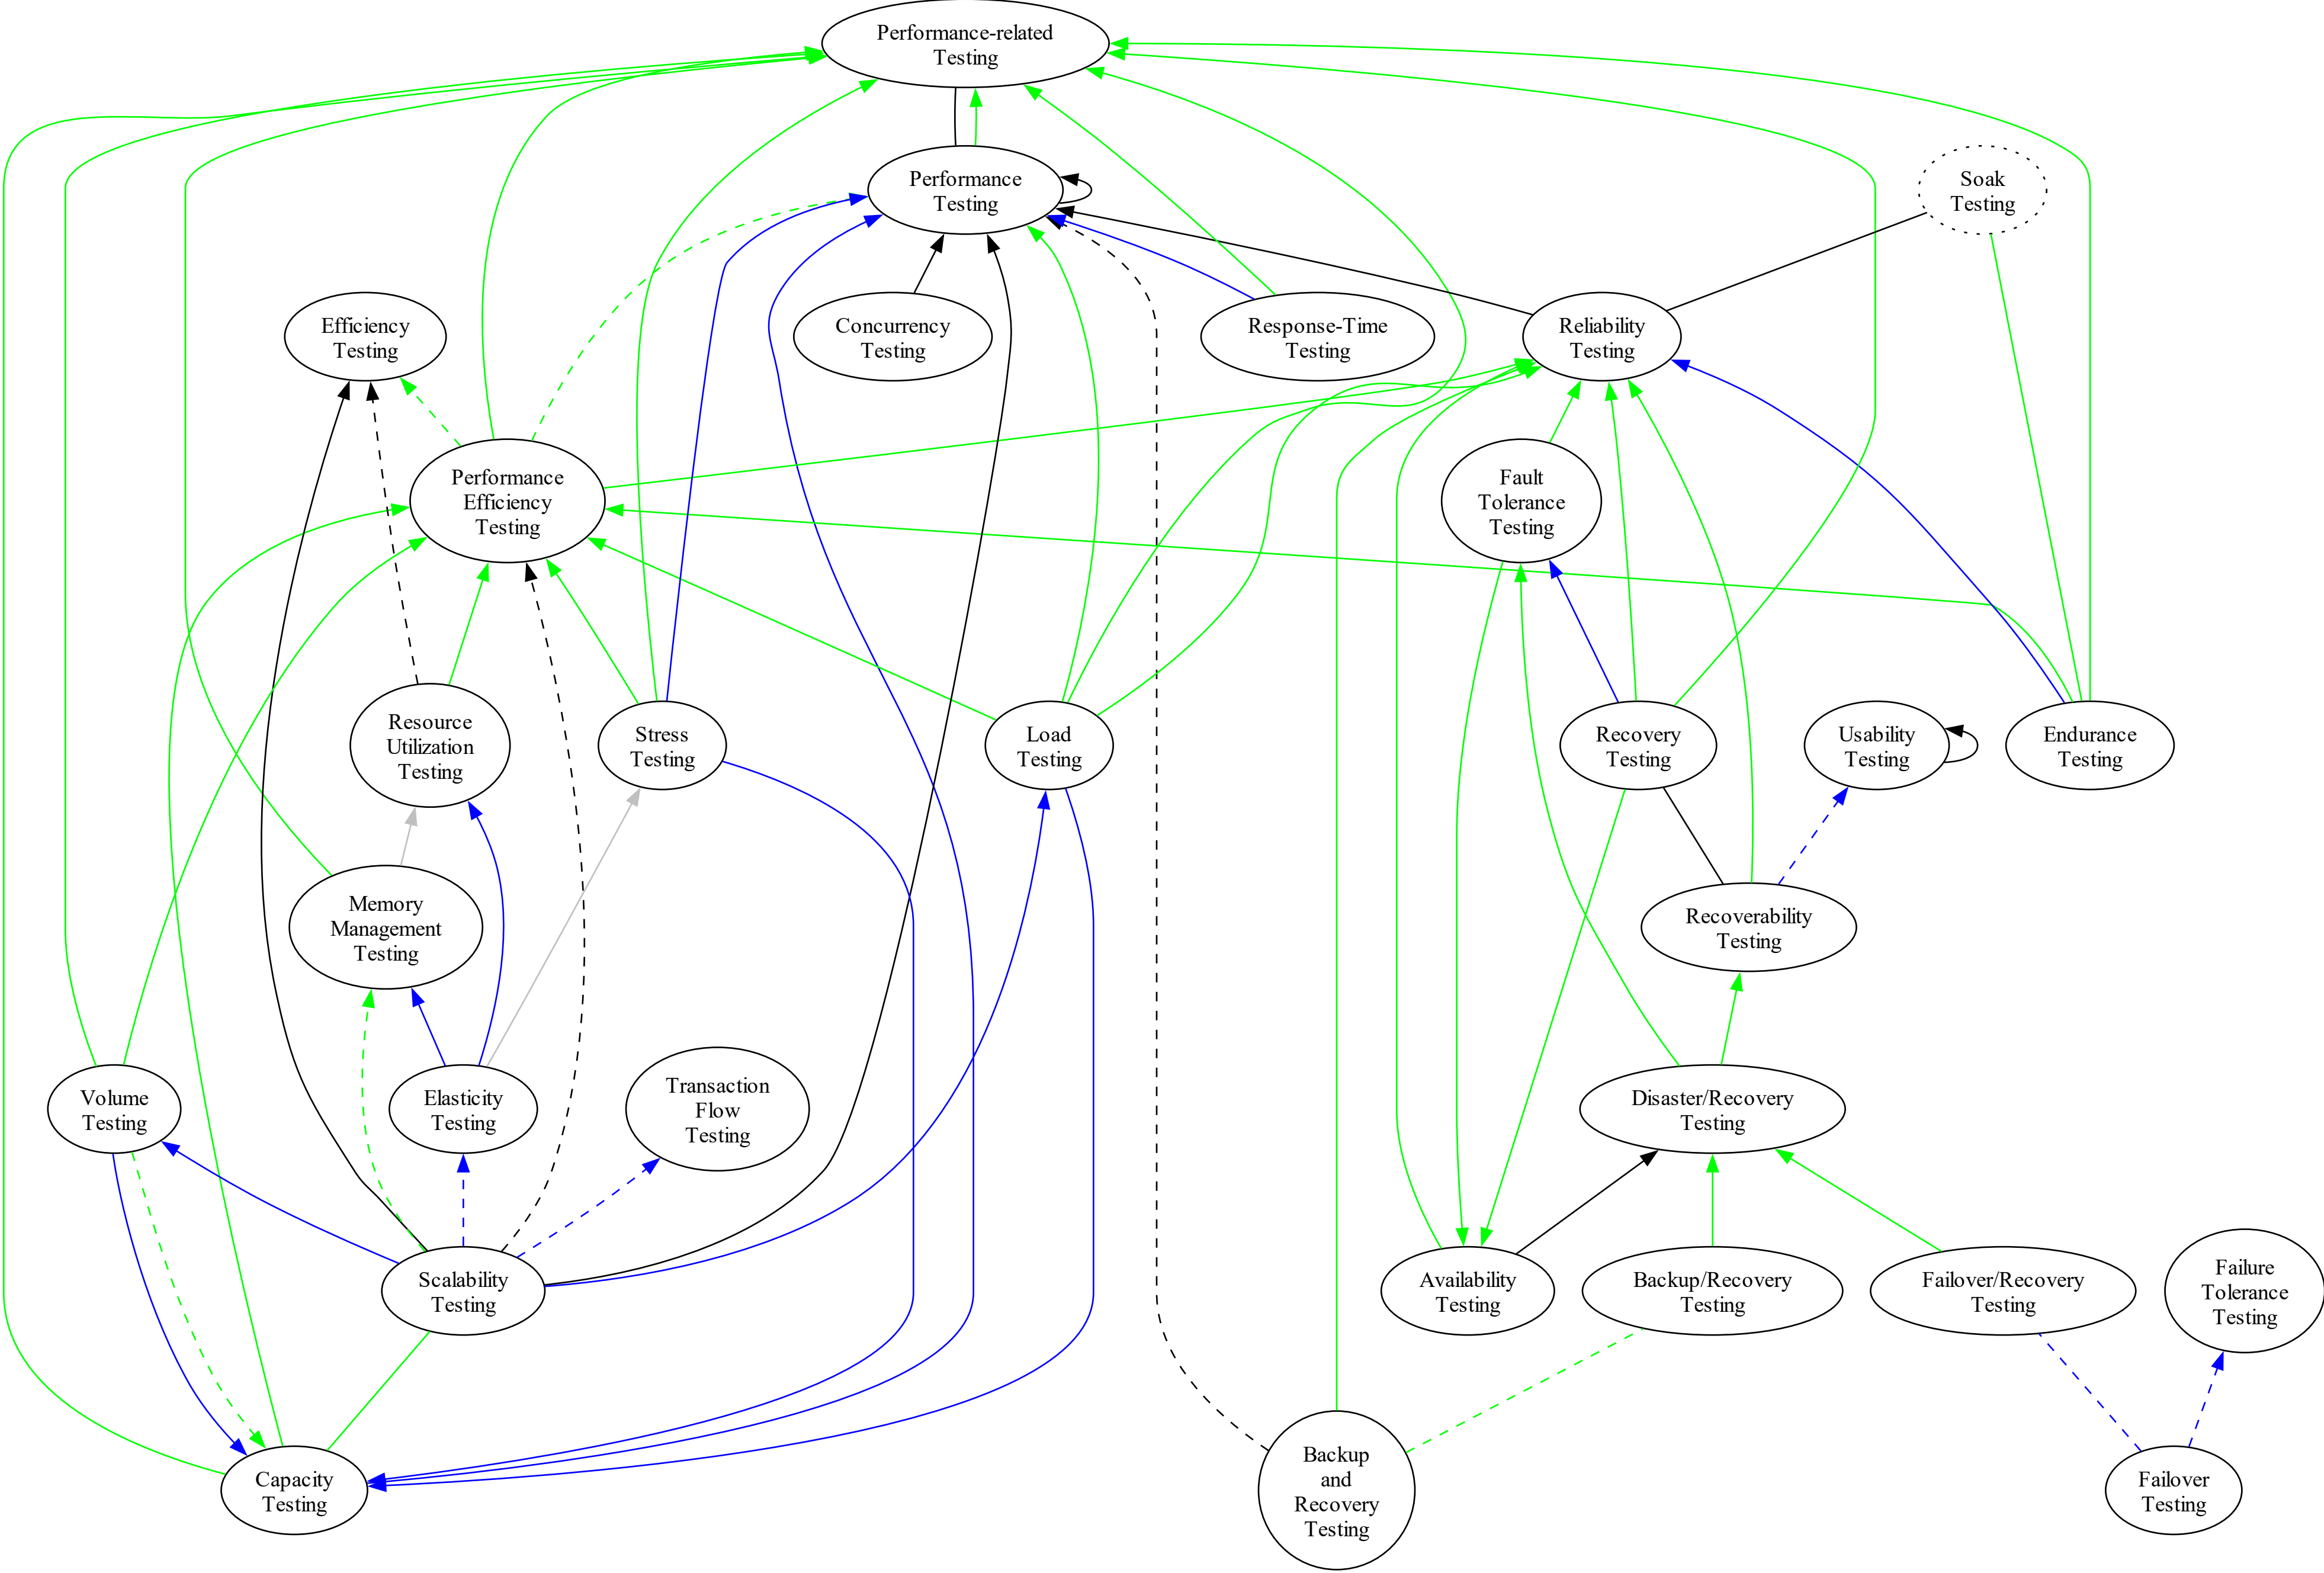 Performance-related
Testing
Performance
Testing
Soak
Testing
Efficiency
Testing
Concurrency
Testing
Response-Time
Testing
Reliability
Testing
Performance
Efficiency
Testing
Fault
Tolerance
Testing
Resource
Utilization
Testing
Stress
Testing
Load
Testing
Recovery
Testing
Usability
Testing
Endurance
Testing
Memory
Management
Testing
Recoverability
Testing
Volume
Testing
Elasticity
Testing
Transaction
Flow
Testing
Disaster/Recovery
Testing
Scalability
Testing
Availability
Testing
Backup/Recovery
Testing
Failover/Recovery
Testing
Failure
Tolerance
Testing
Capacity
Testing
Backup
and
Recovery
Testing
Failover
Testing